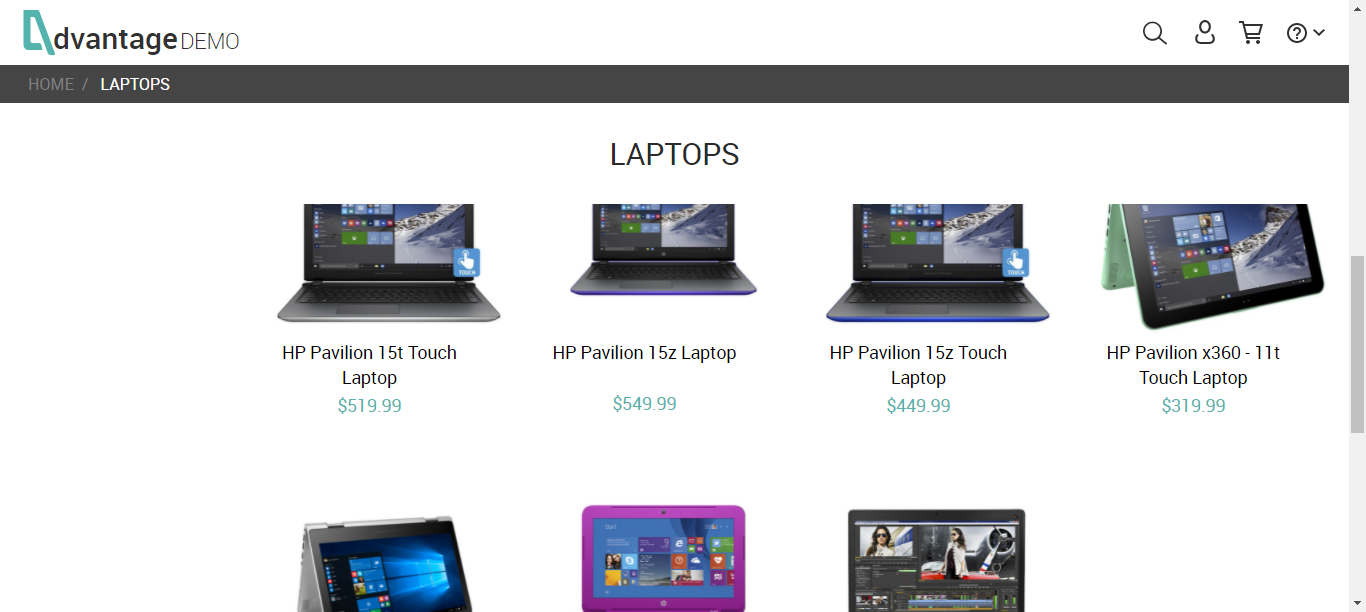 dvantage DEMO
HOME / LAPTOPS
LAPTOPS
TOUCH
TOUCH
HP Pavilion 15t Touch
Laptop
$519.99
HP Pavilion 15z Laptop
$549.99
HP Pavilion 15z Touch
Laptop
$449.99
HP Pavilion x360 - 11t
Touch Laptop
$319.99
Start